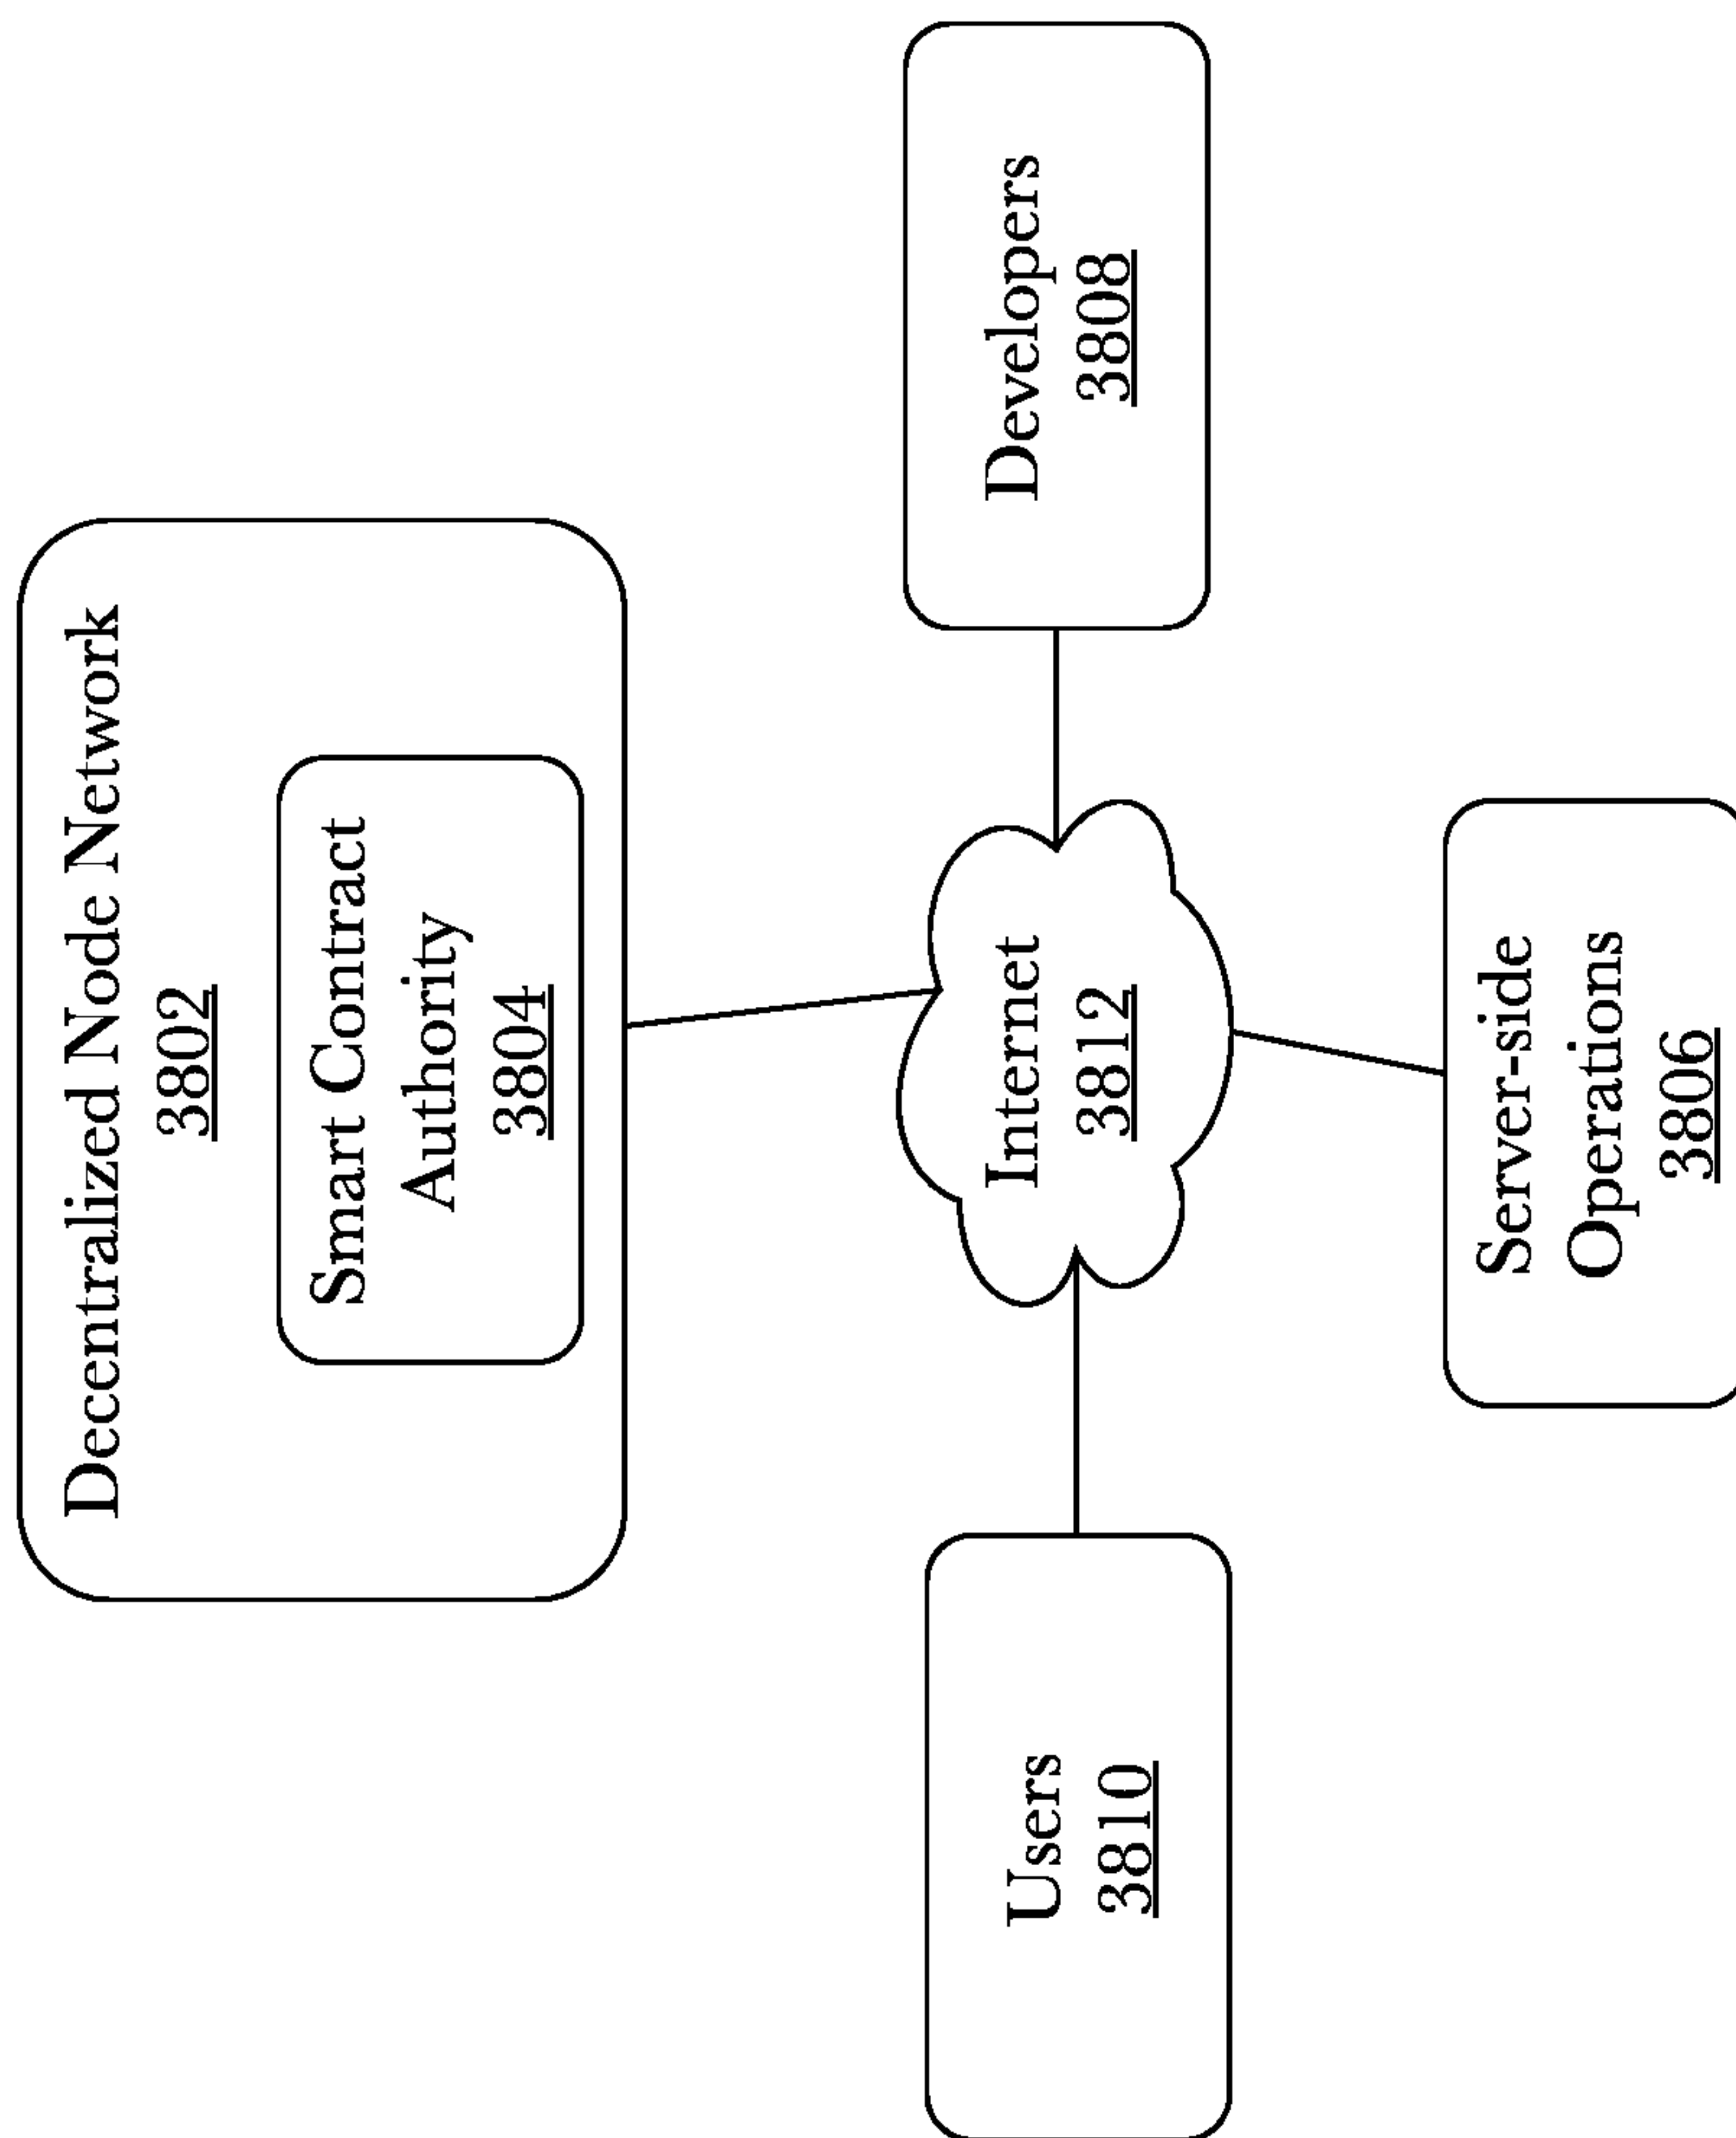 Decentralized Node Network
3802
Smart Contract
Authority
3804
Users
3810
Internet
3812
Developers
3808
Server-side
Operations
3806